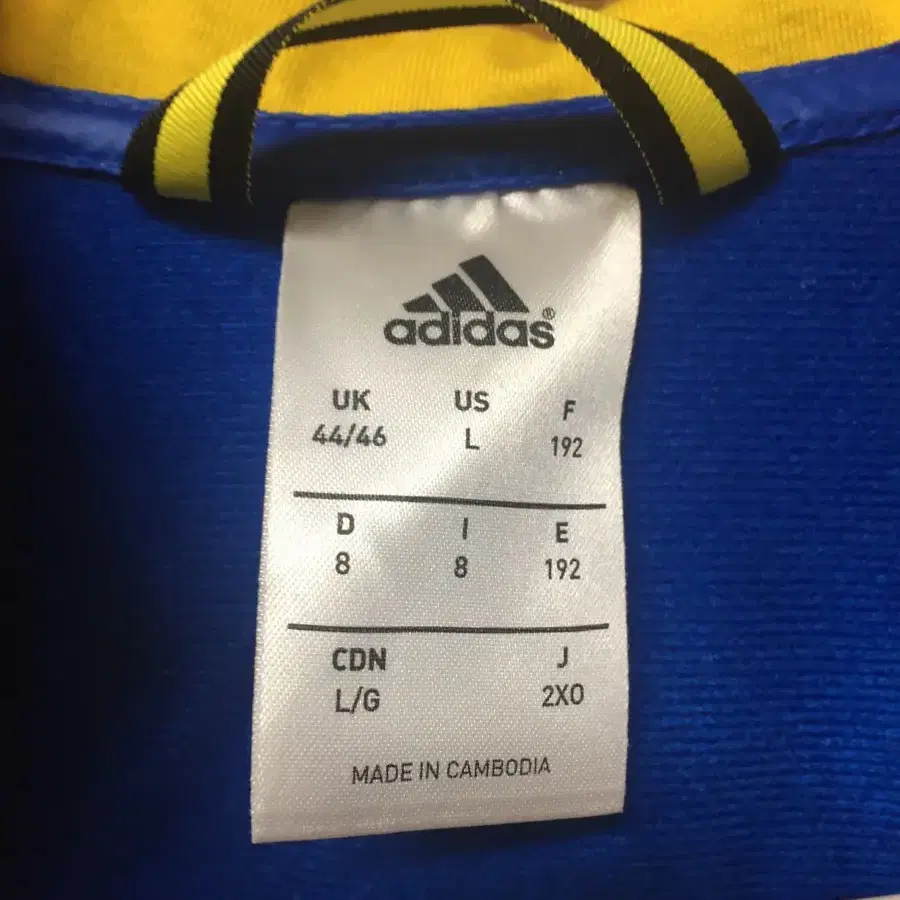 adidas®
UK US F
44/46 L 192
D I E
8 8 192
CDN J
L/G 2XO
MADE IN CAMBODIA